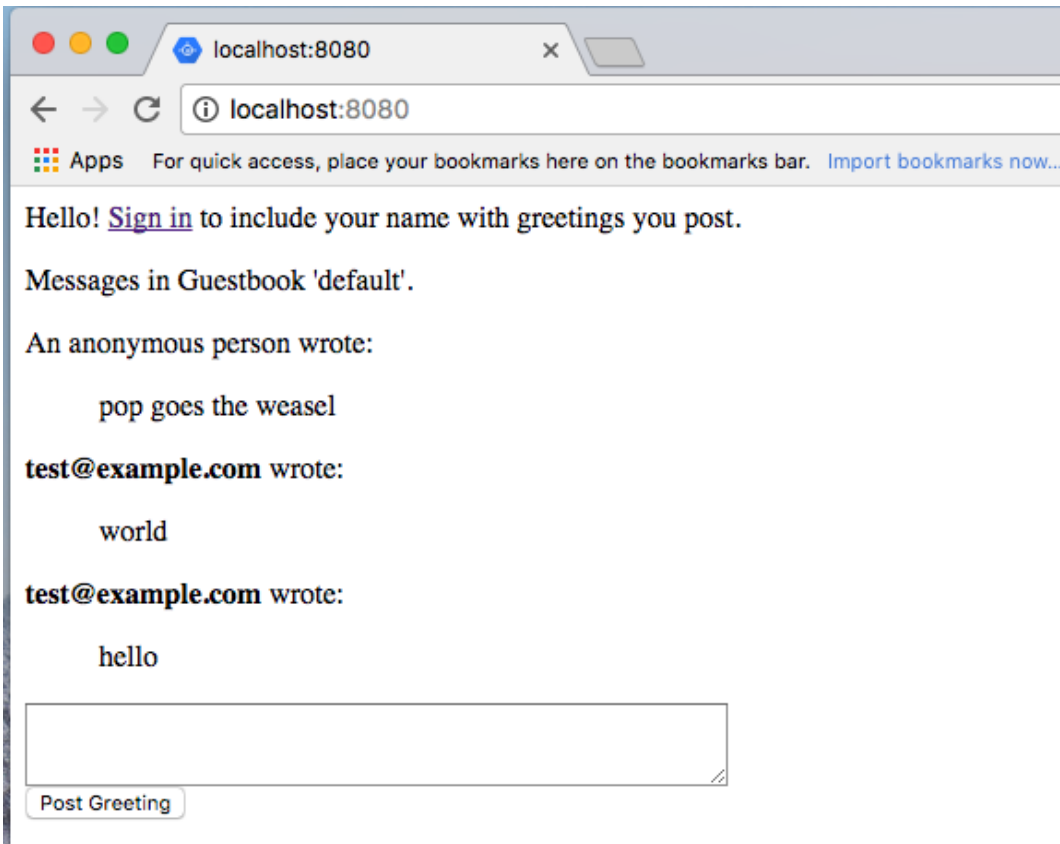 localhost:8080
localhost:8080
Apps For quick access, place your bookmarks here on the bookmarks bar. Import bookmarks now...
Hello! Sign in to include your name with greetings you post.
Messages in Guestbook 'default'.
An anonymous person wrote:
pop goes the weasel
test@example.com wrote:
world
test@example.com wrote:
hello
Post Greeting